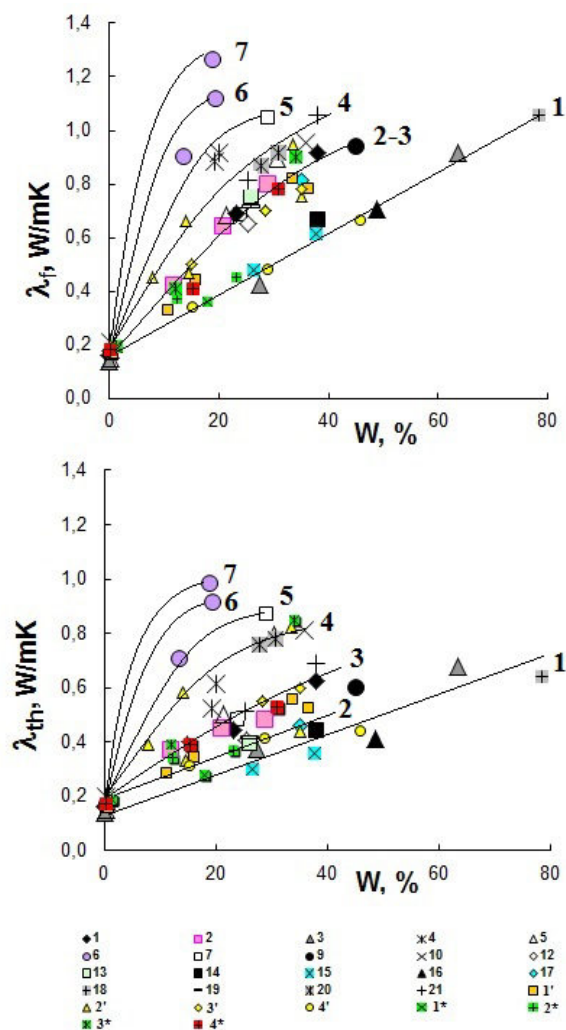 1,4
1,2
1,0
0,8
0,6
0,4
0,2
0,0
λf, W/mK
7
6
5
4
2-3
1
0 20 40 60 80
W, %
1,4
1,2
1,0
0,8
0,6
0,4
0,2
0,0
λth, W/mK
7
6
5
4
3
2
1
0 20 40 60 80
W, %
1 2 3 4 5
6 7 9 10 12
13 14 15 16 17
18 19 20 21 1'
2' 3' 4' 1* 2*
3* 4*